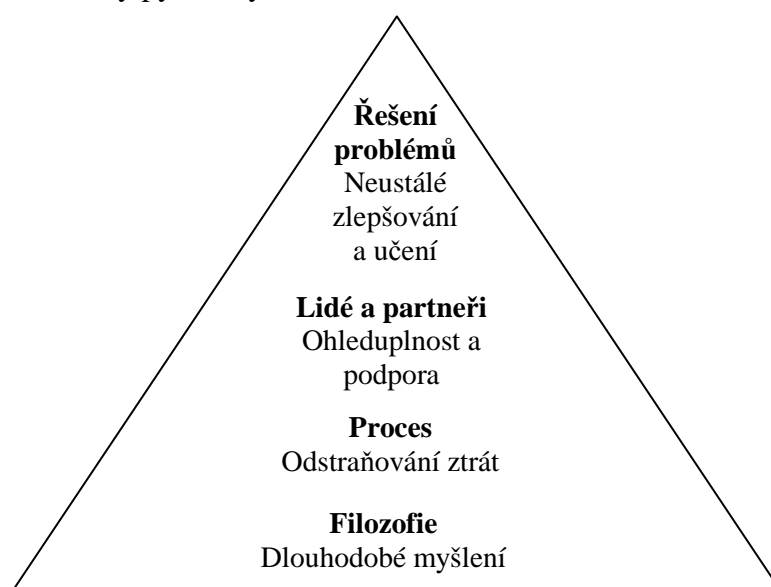 Řešení
problémů
Neustálé
zlepšování
a učení
Lidé a partneři
Ohleduplnost a
podpora
Proces
Odstraňování ztrát
Filozofie
Dlouhodobé myšlení